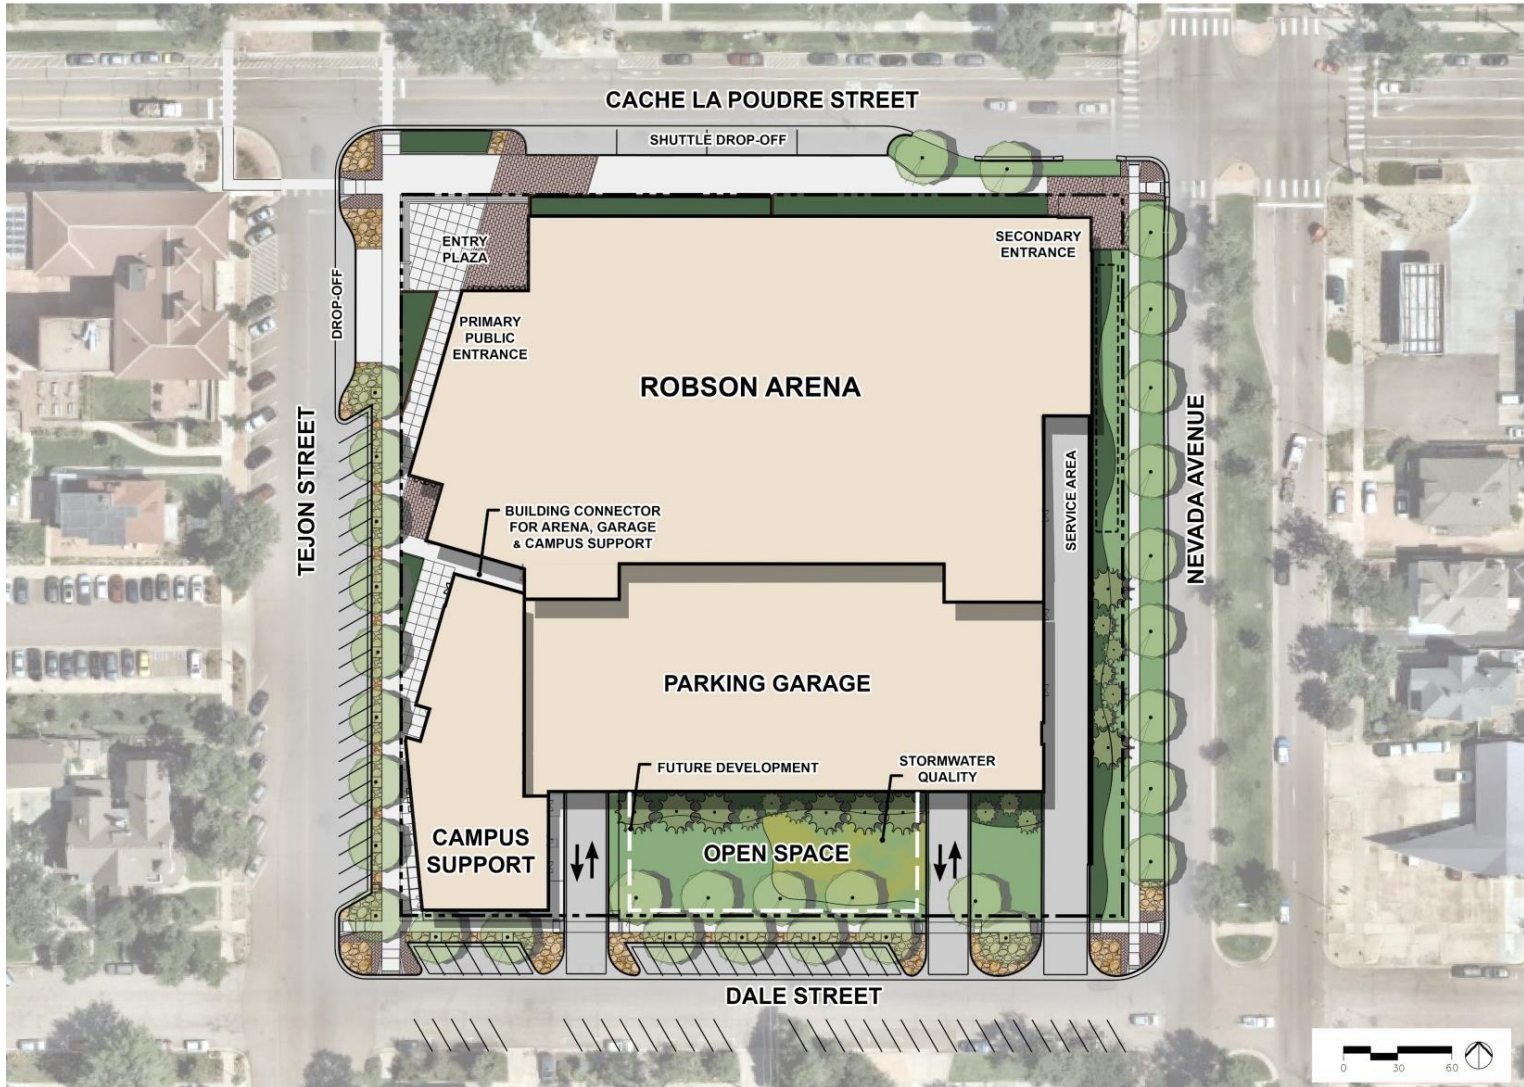 CACHE LA POUDRE STREET
SHUTTLE DROP-OFF
ENTRY
PLAZA
SECONDARY
ENTRANCE
DROP-OFF
PRIMARY
PUBLIC
ENTRANCE
ROBSON ARENA
TEJON STREET
NEVADA AVENUE
SERVICE AREA
BUILDING CONNECTOR
FOR ARENA, GARAGE
& CAMPUS SUPPORT
PARKING GARAGE
FUTURE DEVELOPMENT
STORMWATER
QUALITY
CAMPUS
SUPPORT
OPEN SPACE
DALE STREET
0 30 60